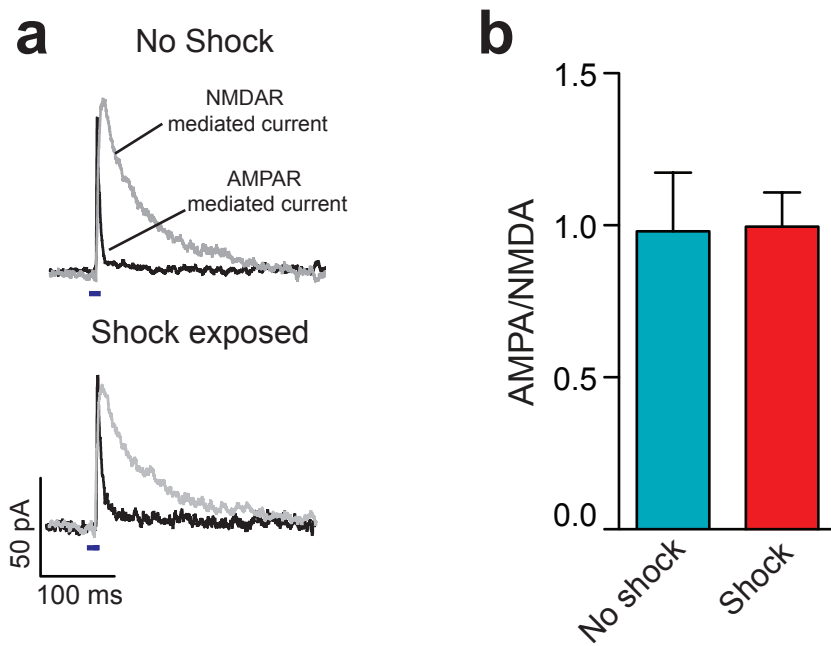 a
No Shock
NMDAR
mediated current
AMPAR
mediated current
Shock exposed
50 pA
100 ms
b
AMPA/NMDA
1.5
1.0
0.5
0.0
No shock
Shock